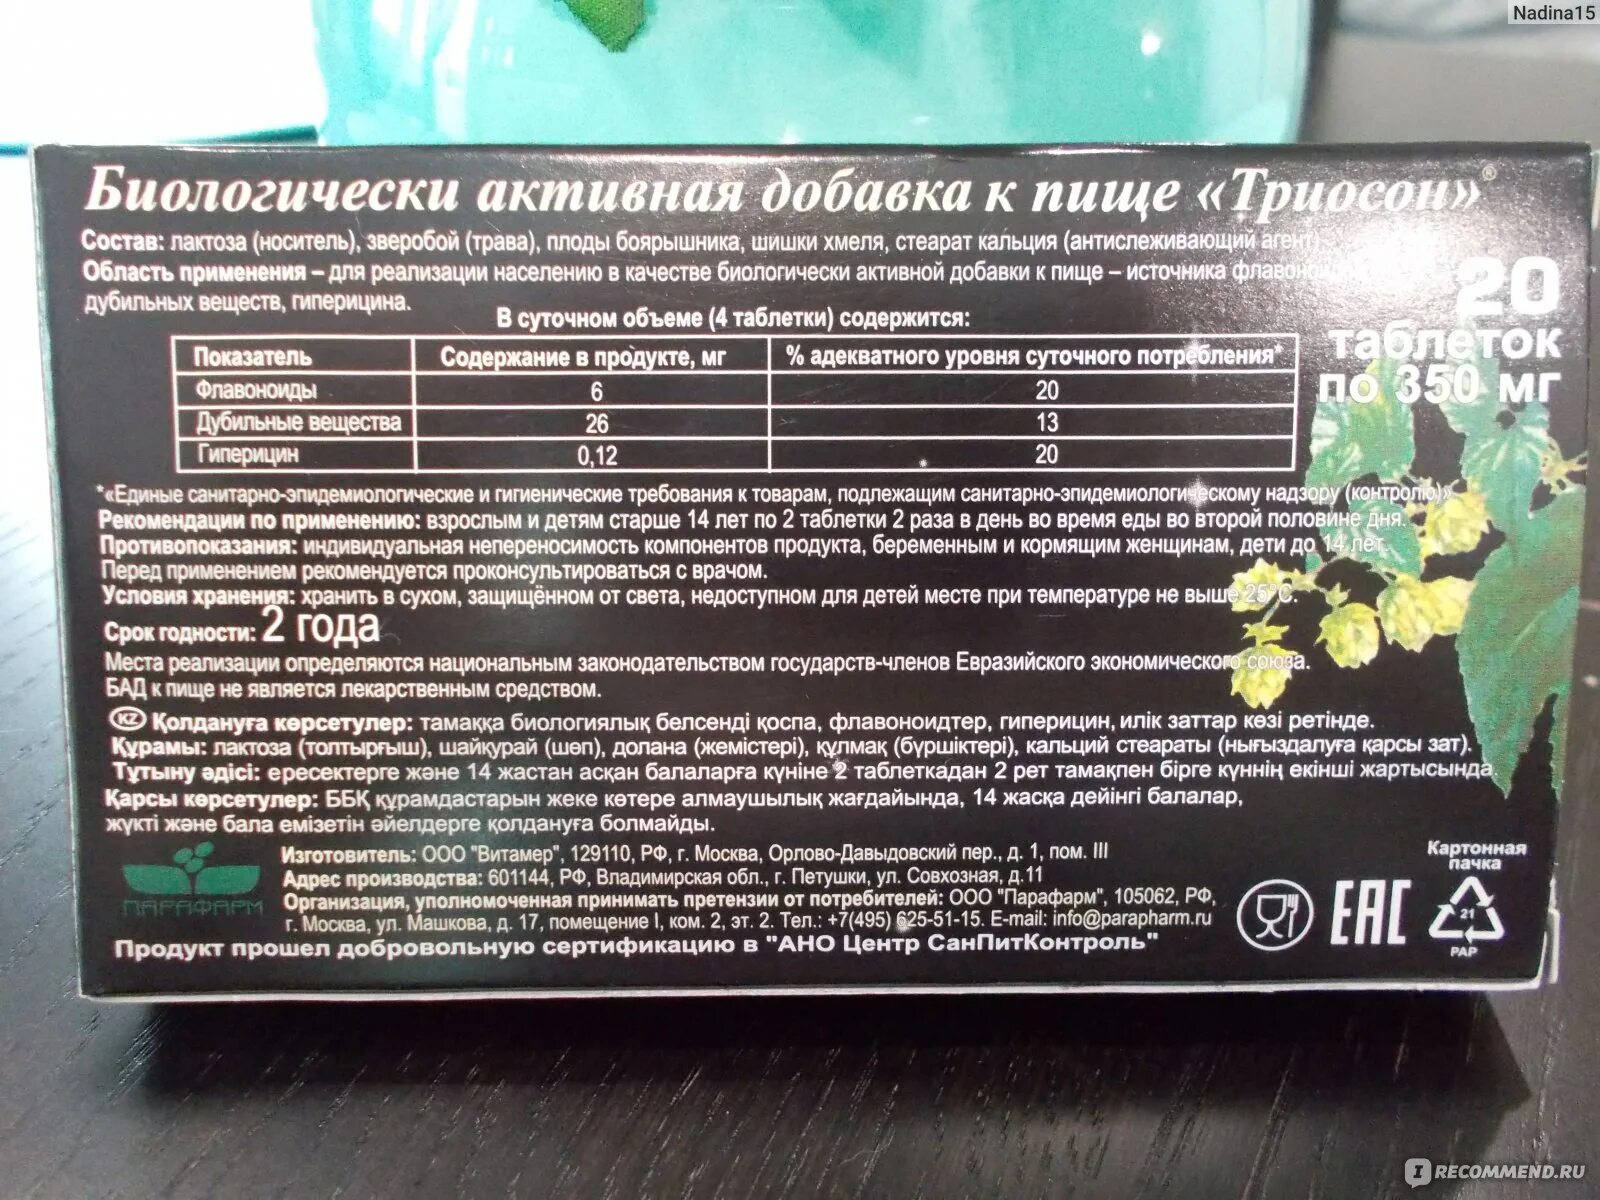 Nadina15
Биологически активная добавка к пище «Триосон»®
Состав: лактоза (носитель), зверобой (трава), плоды боярышника, шишки хмеля, стеарат кальция (антислеживающий агент)
Область применения – для реализации населению в качестве биологически активной добавки к пище – источника
дубильных веществ, гиперицина.
20
таблеток
по 350 мг
В суточном объеме (4 таблетки) содержится:
Показатель Содержание в продукте, мг % адекватного уровня суточного потребления*
Флавоноиды 6 20
Дубильные вещества 26 13
Гиперицин 0,12 20
*«Единые санитарно-эпидемиологические и гигиенические требования к товарам, подлежащим санитарно-эпидемиологическому надзору (контролю)»
Рекомендации по применению: взрослым и детям старше 14 лет по 2 таблетки 2 раза в день во время еды во второй половине дня.
Противопоказания: индивидуальная непереносимость компонентов продукта, беременным и кормящим женщинам, дети до 14 лет.
Перед применением рекомендуется проконсультироваться с врачом.
Условия хранения: хранить в сухом, защищённом от света, недоступном для детей месте при температуре не выше 25°С.
Срок годности: 2 года
Места реализации определяются национальным законодательством государств-членов Евразийского экономического союза.
БАД к пище не является лекарственным средством.
KZ Қолдануға көрсетулер: тамаққа биологиялық белсенді қоспа, флавоноидтер, гиперицин, илік заттар көзі ретінде.
Құрамы: лактоза (толтырғыш), шайқурай (шөп), долана (жемістері), құлмақ (бүршіктері), кальций стеараты (нығыздалуға қарсы зат).
Тұтыну әдісі: ересектерге және 14 жастан асқан балаларға күніне 2 таблеткадан 2 рет тамақпен бірге күннің екінші жартысында.
Қарсы көрсетулер: ББҚ құрамдастарын жеке көтере алмаушылық жағдайында, 14 жасқа дейінгі балалар,
жүкті және бала емізетін әйелдерге қолдануға болмайды.
ПАРАФАРМ
Изготовитель: ООО "Витамер", 129110, РФ, г. Москва, Орлово-Давыдовский пер., д. 1, пом. III
Адрес производства: 601144, РФ, Владимирская обл., г. Петушки, ул. Совхозная, д.11
Организация, уполномоченная принимать претензии от потребителей: ООО "Парафарм", 105062, РФ,
г. Москва, ул. Машкова, д. 17, помещение I, ком. 2, эт. 2. Тел.: +7(495) 625-51-15. E-mail: info@parapharm.ru
Продукт прошел добровольную сертификацию в "АНО Центр СанПитКонтроль"
Картонная
пачка
EAC
21
PAP
IRECOMMEND.RU